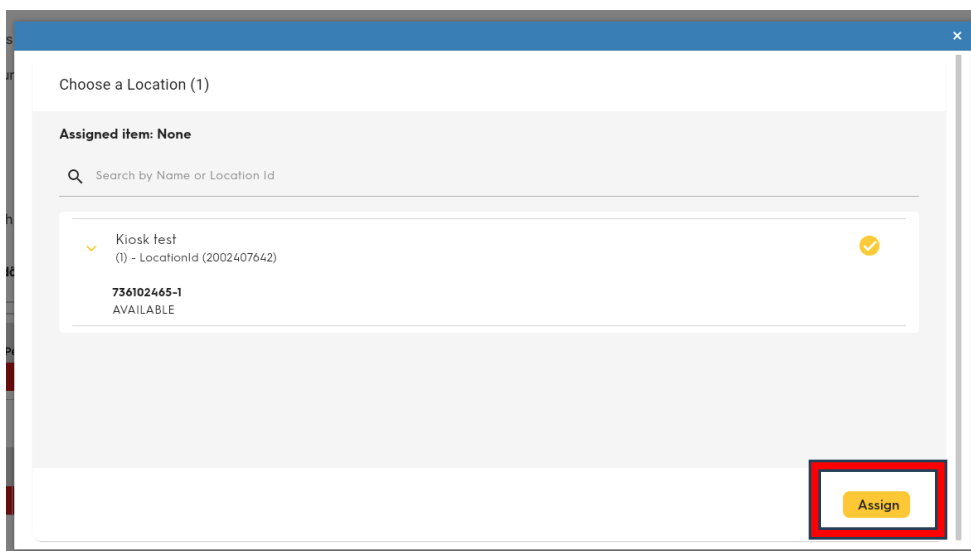 Choose a Location (1)
Assigned item: None
Search by Name or Location Id
Kiosk test
(1) - LocationId (2002407642)
736102465-1
AVAILABLE
Assign